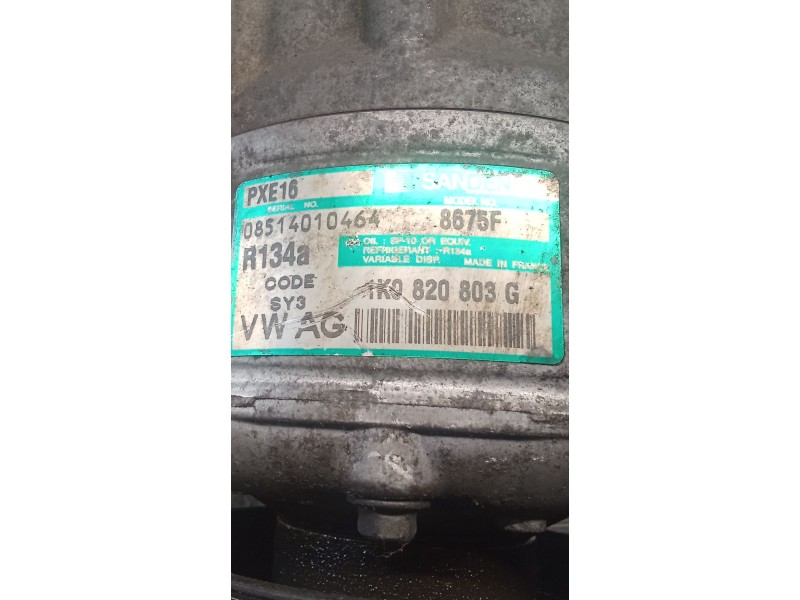 PXE16
SERIAL NO.
MODEL NO.
08514010464
8675F
R134a
OIL : SP-10 OR EQUIV.
REFRIGERANT :-R134a
VARIABLE DISP. MADE IN FRANCE
CODE
SY3
1K0 820 803 G
VW AG